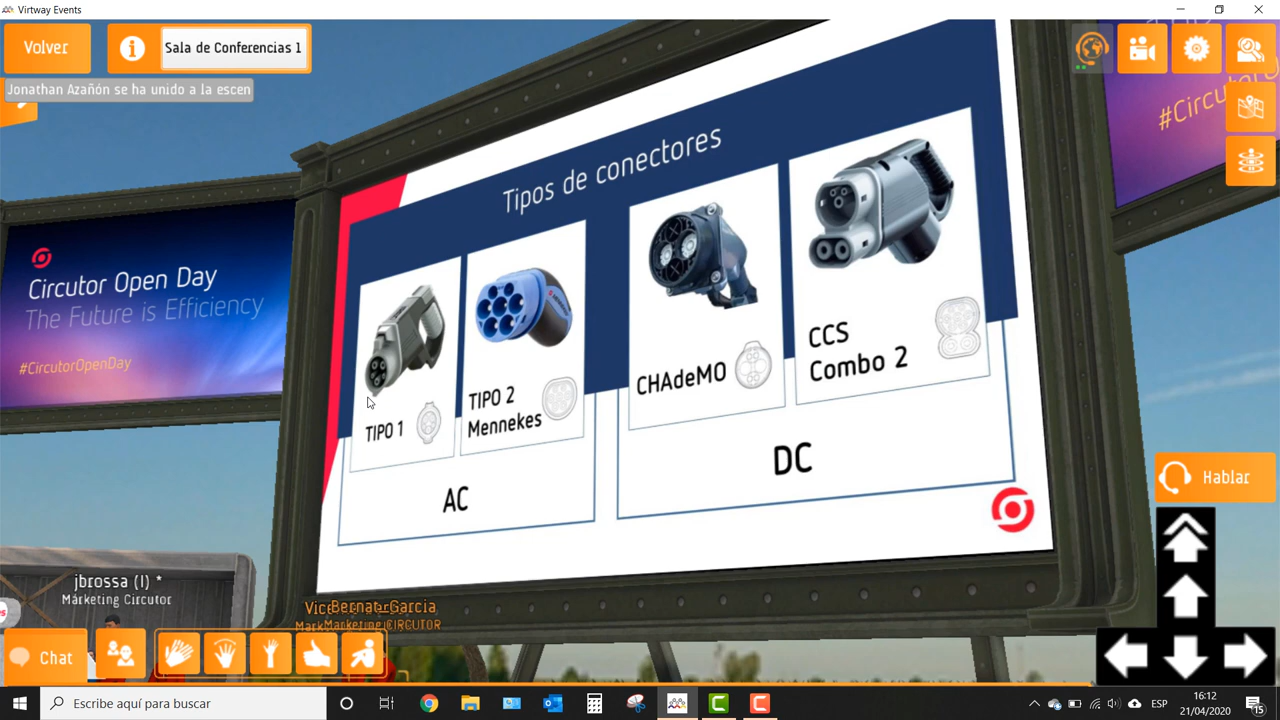 Virtway Events
Volver
Sala de Conferencias 1
Jonathan Azañón se ha unido a la escen
Circutor Open Day
The Future is Efficiency
#CircutorOpenDay
Tipos de conectores
TIPO 1
TIPO 2
Mennekes
CHAdeMO
CCS
Combo 2
AC
DC
Hablar
jbrossa (I) *
Marketing Circutor
Bernat Garcia
Marketing CIRCUTOR
Chat
Escribe aquí para buscar
ESP
16:12
21/04/2020
15